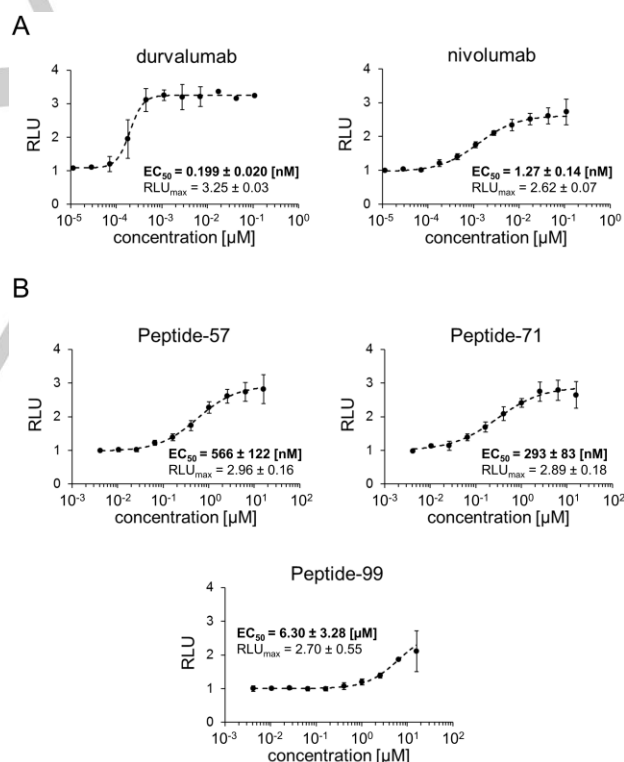 A
durvalumab
nivolumab
4
3
2
1
0
RLU
EC₅₀ = 0.199 ± 0.020 [nM]
RLUmax = 3.25 ± 0.03
10⁻⁵ 10⁻⁴ 10⁻³ 10⁻² 10⁻¹ 10⁰
concentration [µM]
4
3
2
1
0
RLU
EC₅₀ = 1.27 ± 0.14 [nM]
RLUmax = 2.62 ± 0.07
10⁻⁵ 10⁻⁴ 10⁻³ 10⁻² 10⁻¹ 10⁰
concentration [µM]
B
Peptide-57
Peptide-71
4
3
2
1
0
RLU
EC₅₀ = 566 ± 122 [nM]
RLUmax = 2.96 ± 0.16
10⁻³ 10⁻² 10⁻¹ 10⁰ 10¹ 10²
concentration [µM]
4
3
2
1
0
RLU
EC₅₀ = 293 ± 83 [nM]
RLUmax = 2.89 ± 0.18
10⁻³ 10⁻² 10⁻¹ 10⁰ 10¹ 10²
concentration [µM]
Peptide-99
4
3
2
1
0
RLU
EC₅₀ = 6.30 ± 3.28 [µM]
RLUmax = 2.70 ± 0.55
10⁻³ 10⁻² 10⁻¹ 10⁰ 10¹ 10²
concentration [µM]